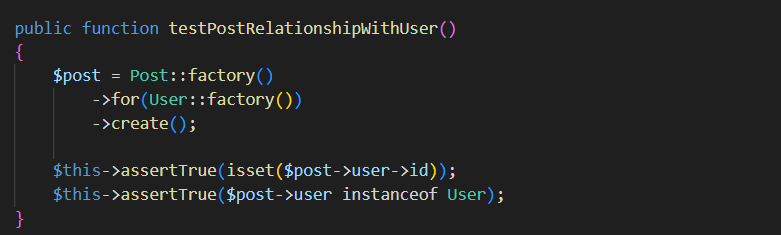 public function testPostRelationshipWithUser()
{
    $post = Post::factory()
        ->for(User::factory())
        ->create();

    $this->assertTrue(isset($post->user->id));
    $this->assertTrue($post->user instanceof User);
}